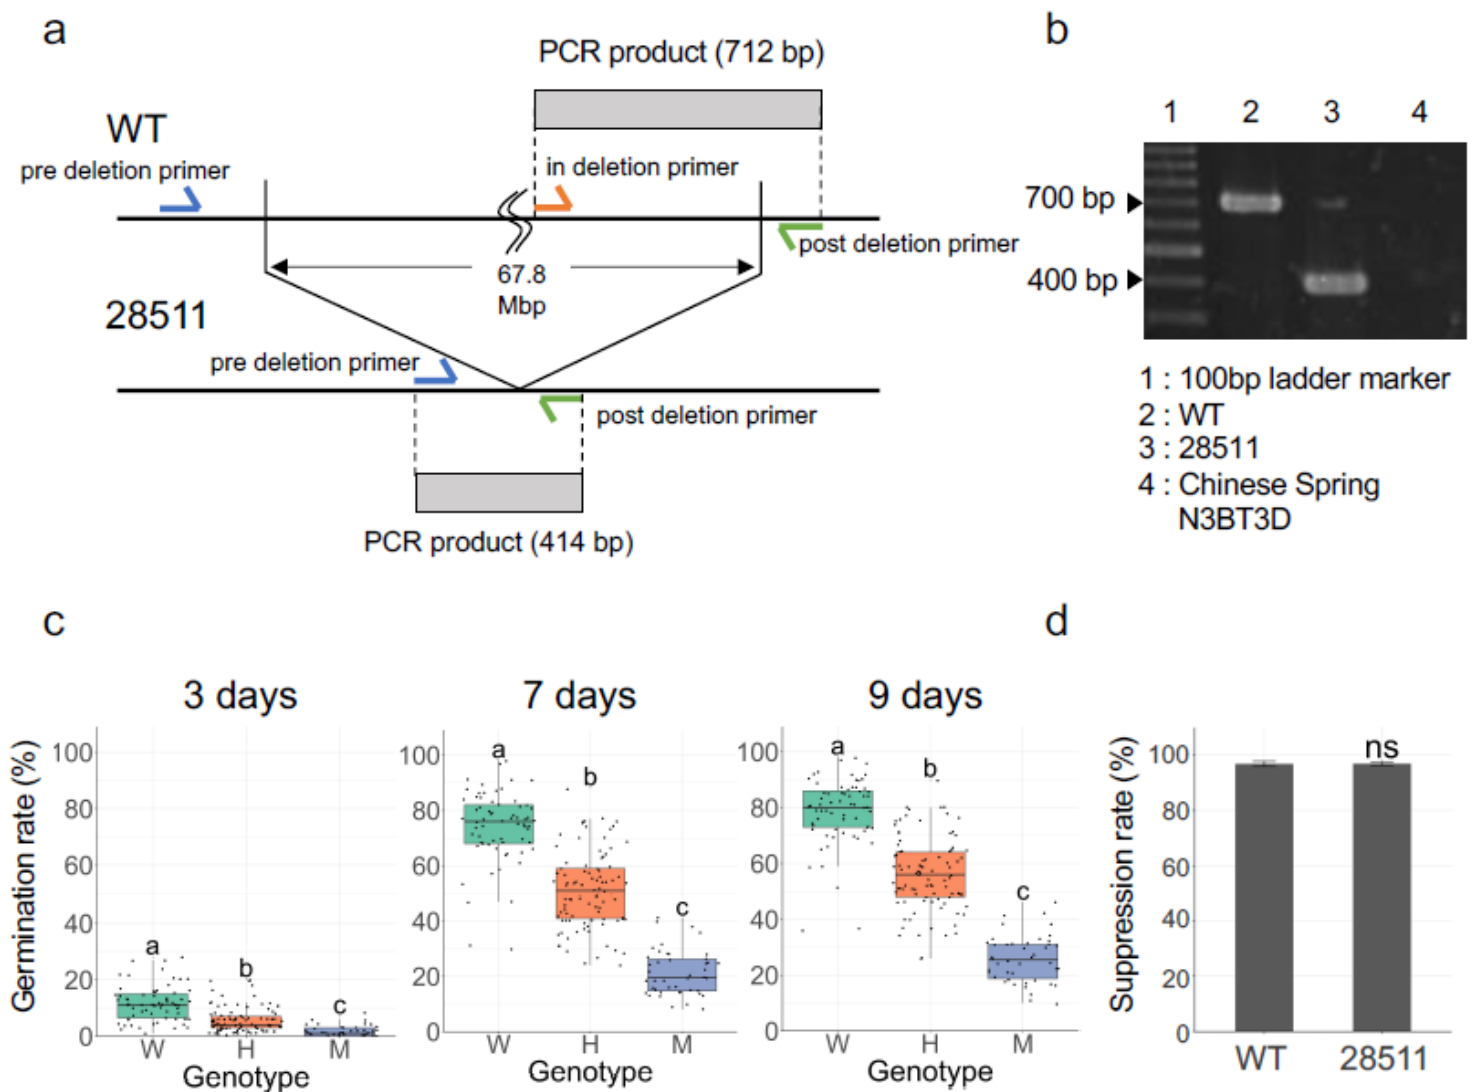 a
PCR product (712 bp)
WT
pre deletion primer
in deletion primer
post deletion primer
67.8
Mbp
28511
pre deletion primer
post deletion primer
PCR product (414 bp)
b
1 2 3 4
700 bp
400 bp
1 : 100bp ladder marker
2 : WT
3 : 28511
4 : Chinese Spring
N3BT3D
c
3 days
7 days
9 days
Germination rate (%)
100
80
60
40
20
0
a
b
c
W H M
Genotype
100
80
60
40
20
0
a
b
c
W H M
Genotype
100
80
60
40
20
0
a
b
c
W H M
Genotype
d
Suppression rate (%)
100
80
60
40
20
0
ns
WT 28511